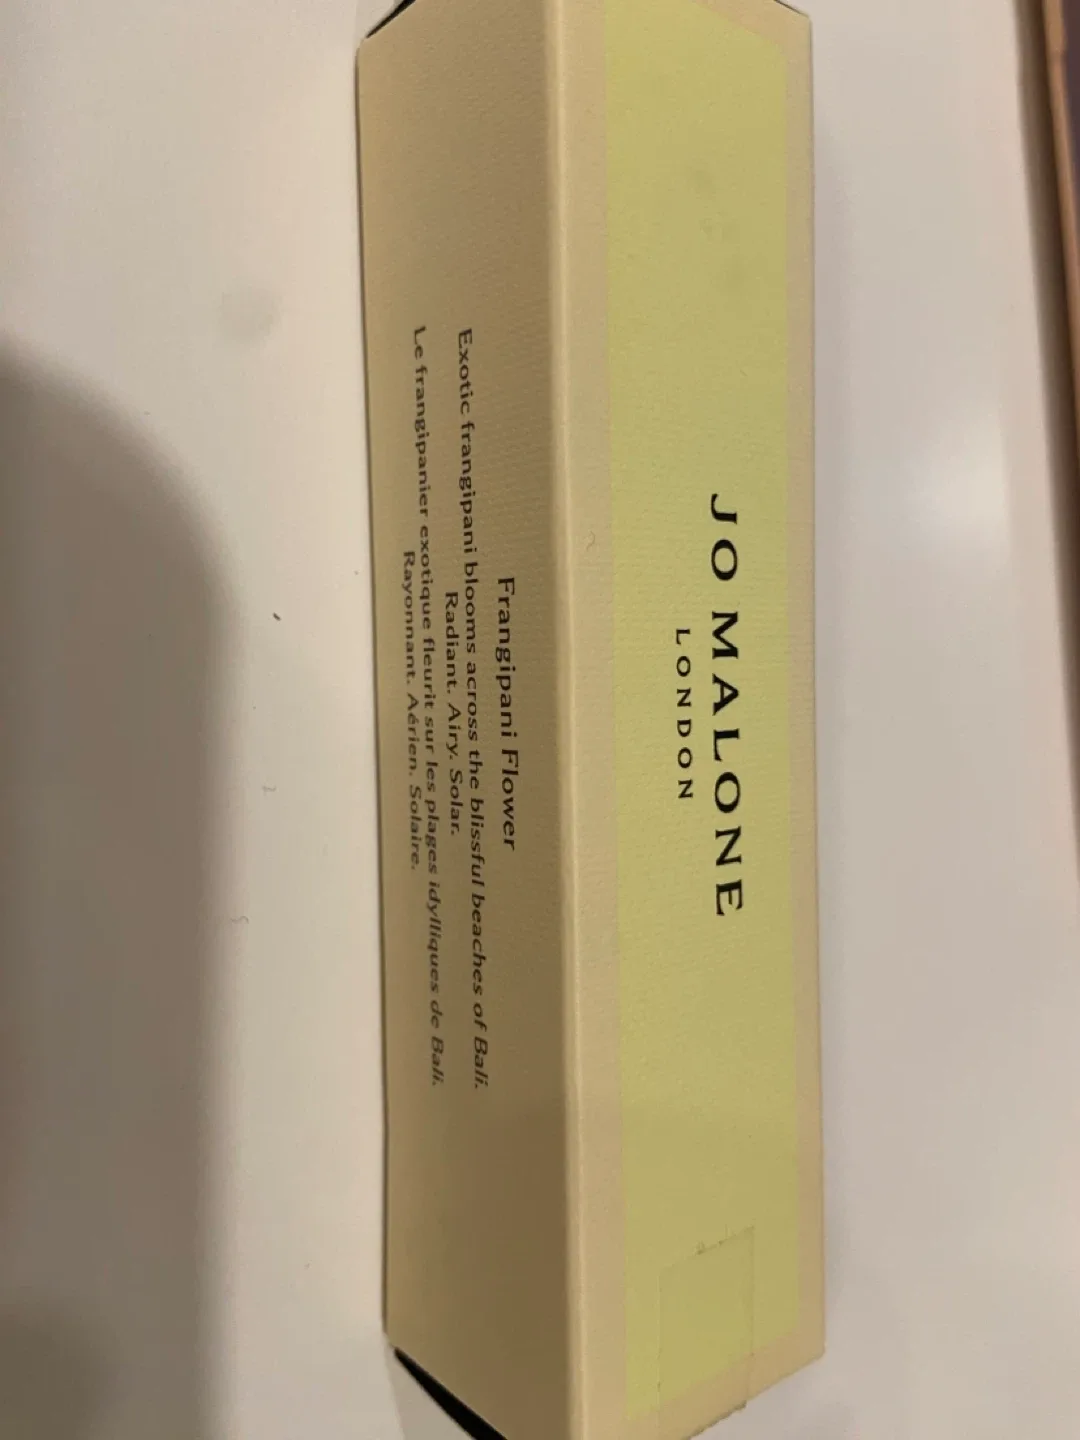 JO MALONE
LONDON
Frangipani Flower
Exotic frangipani blooms across the blissful beaches of Bali.
Radiant. Airy. Solar.
Le frangipanier exotique fleurit sur les plages idylliques de Bali.
Rayonnant. Aérien. Solaire.